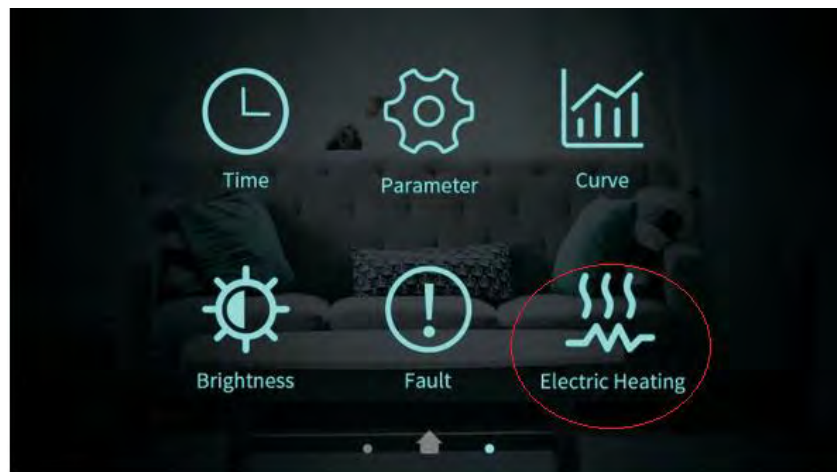 Time
Parameter
Curve
Brightness
Fault
Electric Heating